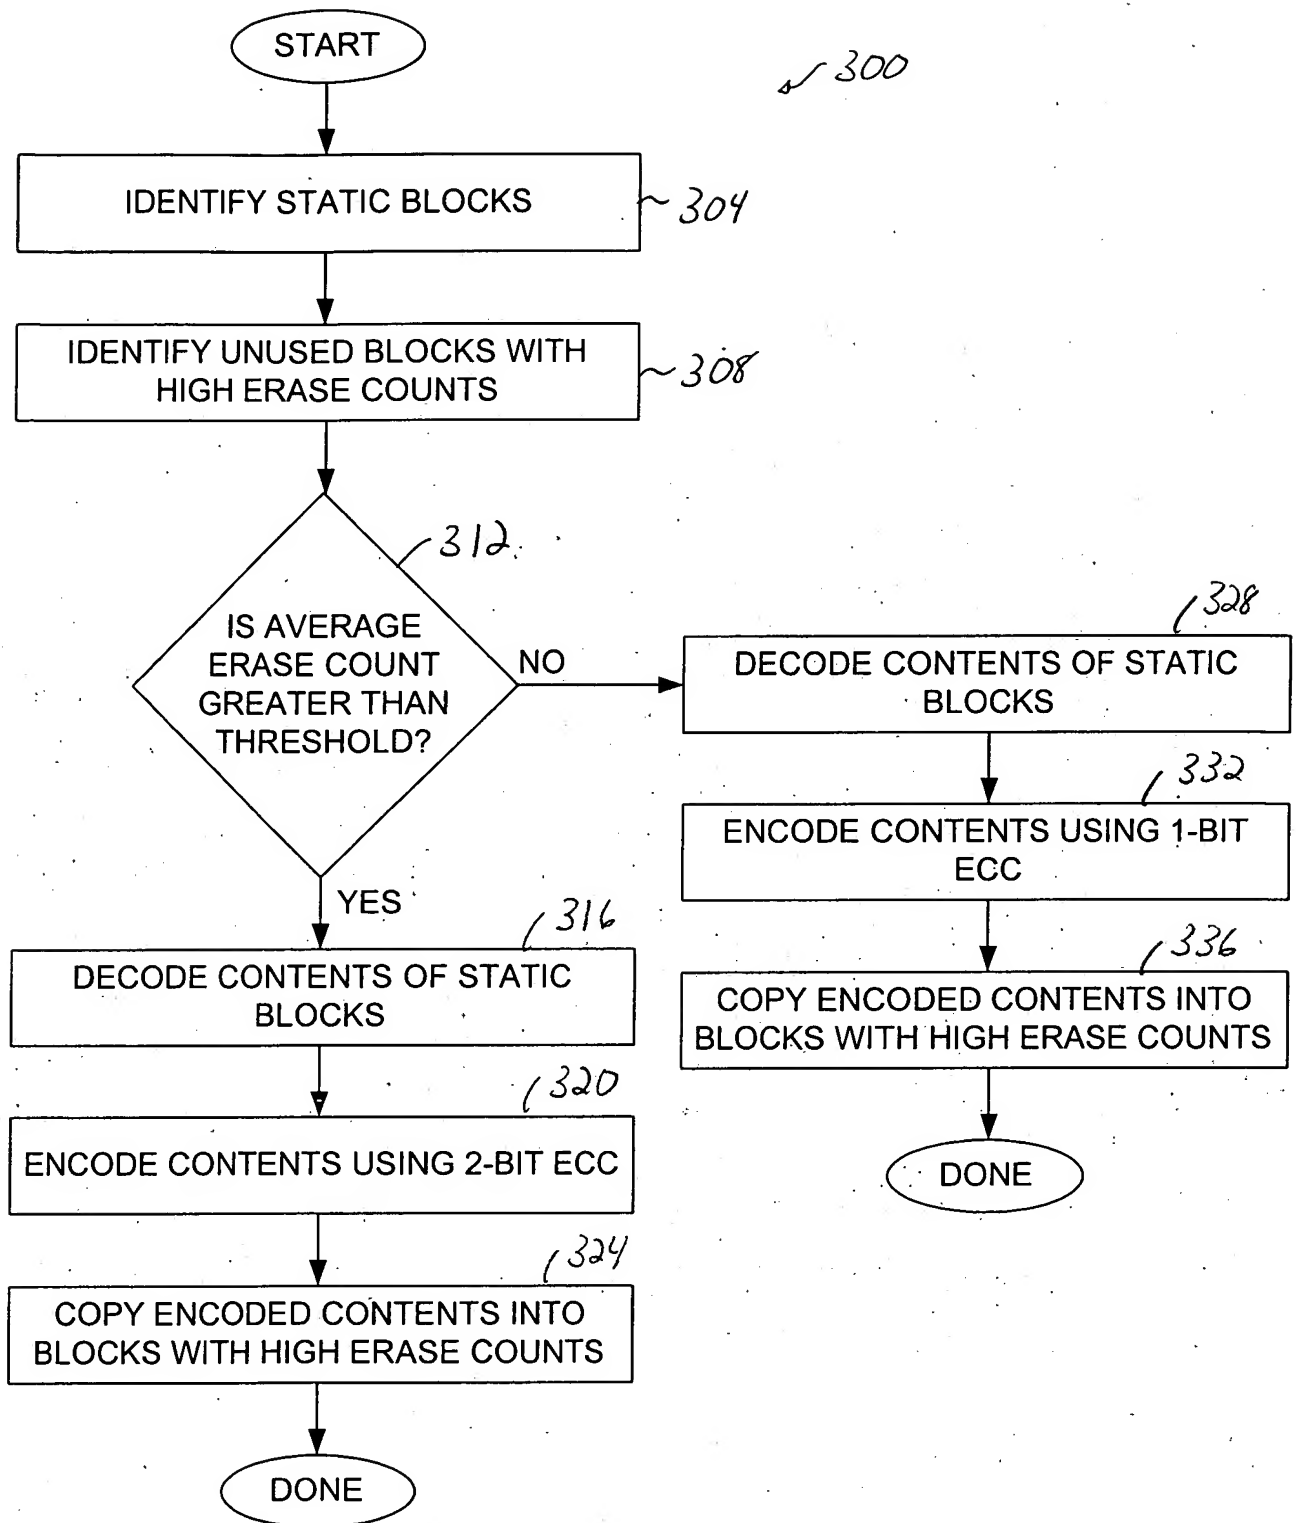 START
300
IDENTIFY STATIC BLOCKS
304
IDENTIFY UNUSED BLOCKS WITH
HIGH ERASE COUNTS
308
312
IS AVERAGE
ERASE COUNT
GREATER THAN
THRESHOLD?
NO
YES
328
DECODE CONTENTS OF STATIC
BLOCKS
332
ENCODE CONTENTS USING 1-BIT
ECC
336
COPY ENCODED CONTENTS INTO
BLOCKS WITH HIGH ERASE COUNTS
DONE
316
DECODE CONTENTS OF STATIC
BLOCKS
320
ENCODE CONTENTS USING 2-BIT ECC
324
COPY ENCODED CONTENTS INTO
BLOCKS WITH HIGH ERASE COUNTS
DONE